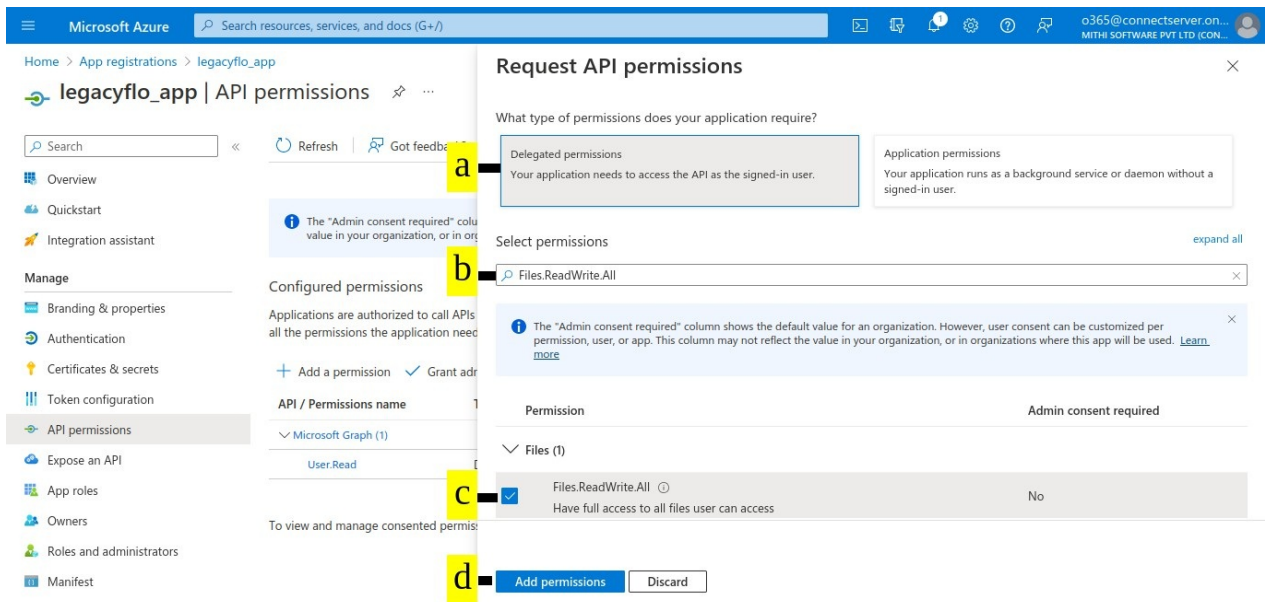 Microsoft Azure
Search resources, services, and docs (G+/)
1
o365@connectserver.on...
MITHI SOFTWARE PVT LTD (CON...
Home > App registrations > legacyflo_app
legacyflo_app | API permissions
Search
Overview
Quickstart
Integration assistant
Manage
Branding & properties
Authentication
Certificates & secrets
Token configuration
API permissions
Expose an API
App roles
Owners
Roles and administrators
Manifest
Refresh
Got feedba
The "Admin consent required" colu
value in your organization, or in org
Configured permissions
Applications are authorized to call APIs
all the permissions the application need
Add a permission
Grant adr
API / Permissions name
Microsoft Graph (1)
User.Read
To view and manage consented permis
Request API permissions
What type of permissions does your application require?
a
Delegated permissions
Your application needs to access the API as the signed-in user.
Application permissions
Your application runs as a background service or daemon without a
signed-in user.
Select permissions
expand all
b
Files.ReadWrite.All
The "Admin consent required" column shows the default value for an organization. However, user consent can be customized per
permission, user, or app. This column may not reflect the value in your organization, or in organizations where this app will be used. Learn
more
Permission
Admin consent required
Files (1)
c
Files.ReadWrite.All
Have full access to all files user can access
No
d
Add permissions
Discard